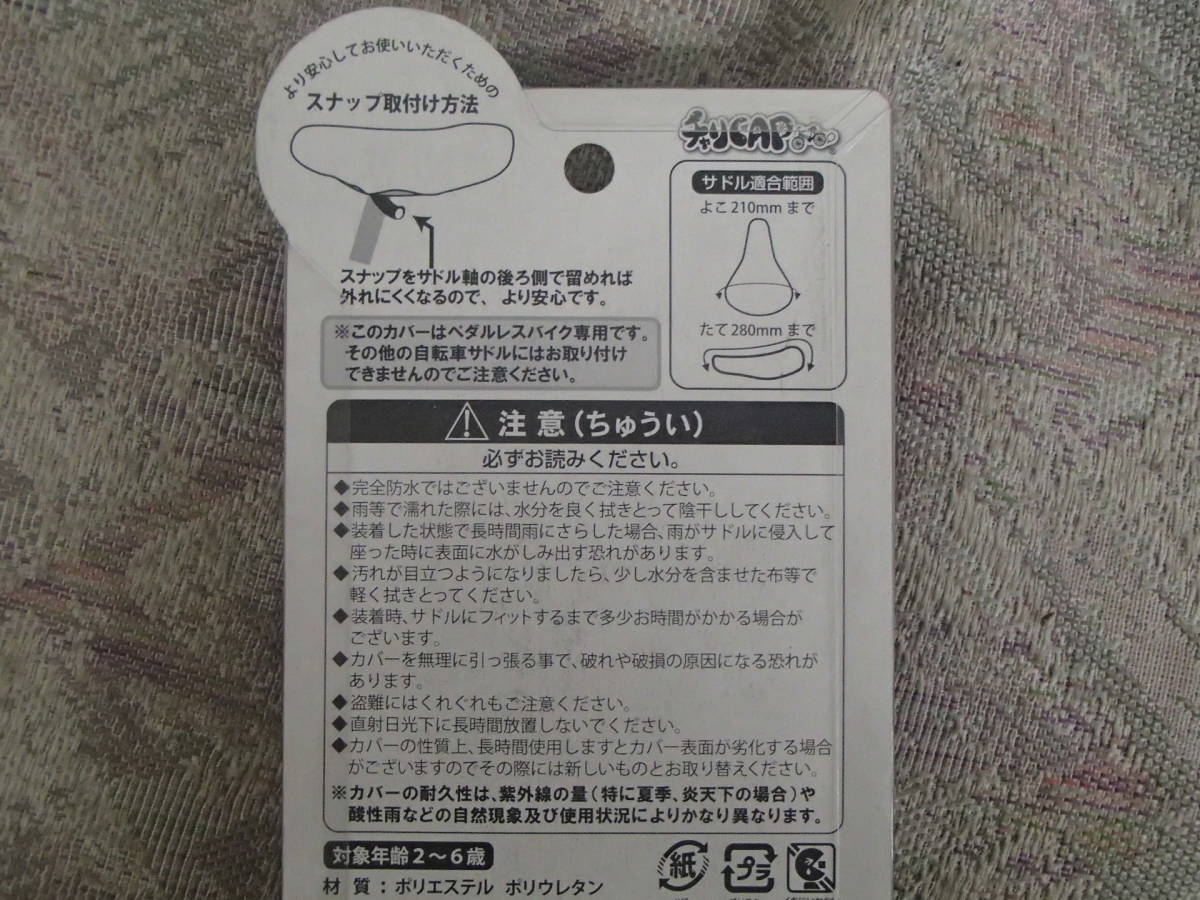 より安心してお使いいただくための
スナップ取付け方法
スナップをサドル軸の後ろ側で留めれば
外れにくくなるので、より安心です。
※このカバーはペダルレスバイク専用です。
その他の自転車サドルにはお取り付け
できませんのでご注意ください。
チャリCAP
サドル適合範囲
よこ210mmまで
たて280mmまで
注意(ちゅうい)
必ずお読みください。
◆完全防水ではございませんのでご注意ください。
◆雨等で濡れた際には、水分を良く拭きとって陰干ししてください。
◆装着した状態で長時間雨にさらした場合、雨がサドルに侵入して
座った時に表面に水がしみ出す恐れがあります。
◆汚れが目立つようになりましたら、少し水分を含ませた布等で
軽く拭きとってください。
◆装着時、サドルにフィットするまで多少お時間がかかる場合が
ございます。
◆カバーを無理に引っ張る事で、破れや破損の原因になる恐れが
あります。
◆盗難にはくれぐれもご注意ください。
◆直射日光下に長時間放置しないでください。
◆カバーの性質上、長時間使用しますとカバー表面が劣化する場合
がございますのでその際には新しいものとお取り替えください。
※カバーの耐久性は、紫外線の量(特に夏季、炎天下の場合)や
酸性雨などの自然現象及び使用状況によりかなり異なります。
対象年齢2〜6歳
材質:ポリエステル ポリウレタン
紙
プラ